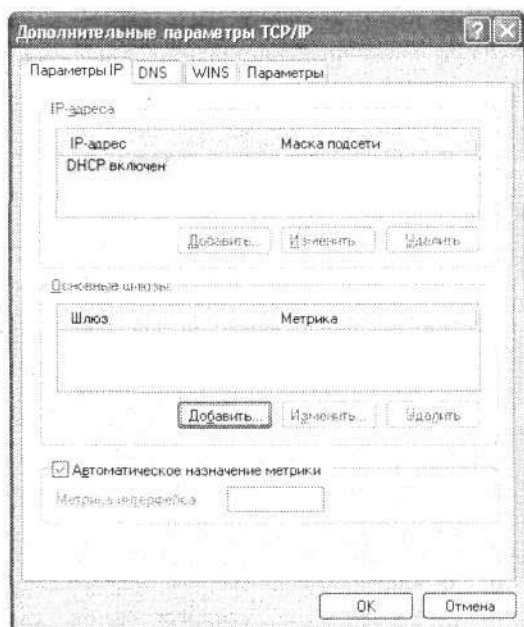 Дополнительные параметры TCP/IP
Параметры IP DNS WINS Параметры
IP-адреса
IP-адрес Маска подсети
DHCP включен
Добавить... Изменить... Удалить
Основные шлюзы:
Шлюз Метрика
Добавить... Изменить... Удалить
Автоматическое назначение метрики
Метрика интерфейса:
OK Отмена